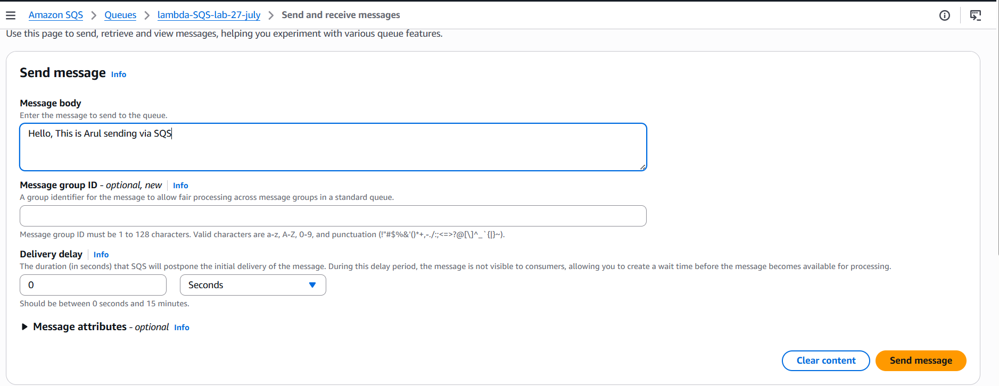 Amazon SQS > Queues > lambda-SQS-lab-27-july > Send and receive messages
Use this page to send, retrieve and view messages, helping you experiment with various queue features.
Send message Info
Message body
Enter the message to send to the queue.
Hello, This is Arul sending via SQS
Message group ID - optional, new Info
A group identifier for the message to allow fair processing across message groups in a standard queue.
Message group ID must be 1 to 128 characters. Valid characters are a-z, A-Z, 0-9, and punctuation (!"#$%&'()*+,-./:;<=>?@[\]^_`{|}~).
Delivery delay Info
The duration (in seconds) that SQS will postpone the initial delivery of the message. During this delay period, the message is not visible to consumers, allowing you to create a wait time before the message becomes available for processing.
0 Seconds
Should be between 0 seconds and 15 minutes.
Message attributes - optional Info
Clear content Send message